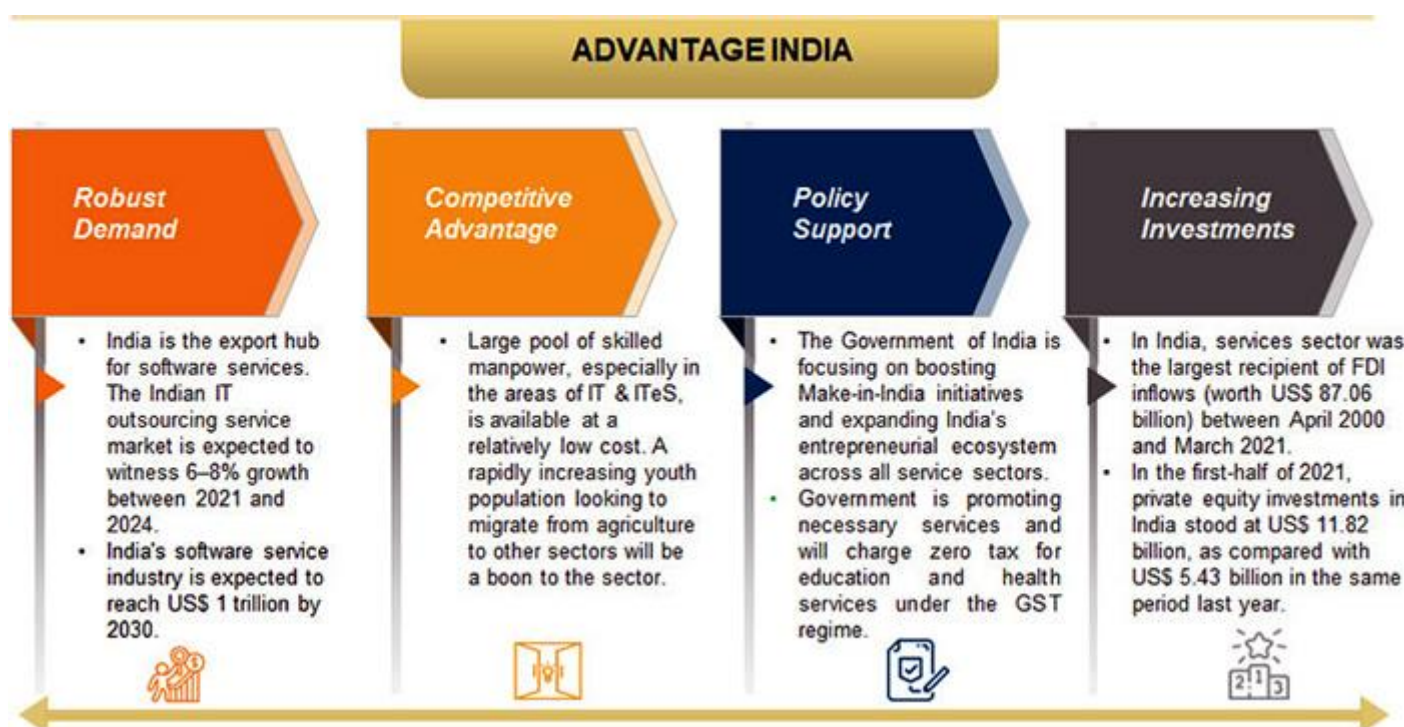 ADVANTAGE INDIA
Robust
Demand
• India is the export hub
for software services.
The Indian IT
outsourcing service
market is expected to
witness 6–8% growth
between 2021 and
2024.
• India's software service
industry is expected to
reach US$ 1 trillion by
2030.
Competitive
Advantage
• Large pool of skilled
manpower, especially in
the areas of IT & ITeS,
is available at a
relatively low cost. A
rapidly increasing youth
population looking to
migrate from agriculture
to other sectors will be
a boon to the sector.
Policy
Support
• The Government of India is
focusing on boosting
Make-in-India initiatives
and expanding India's
entrepreneurial ecosystem
across all service sectors.
• Government is promoting
necessary services and
will charge zero tax for
education and health
services under the GST
regime.
Increasing
Investments
• In India, services sector was
the largest recipient of FDI
inflows (worth US$ 87.06
billion) between April 2000
and March 2021.
• In the first-half of 2021,
private equity investments in
India stood at US$ 11.82
billion, as compared with
US$ 5.43 billion in the same
period last year.
$
2 1 3